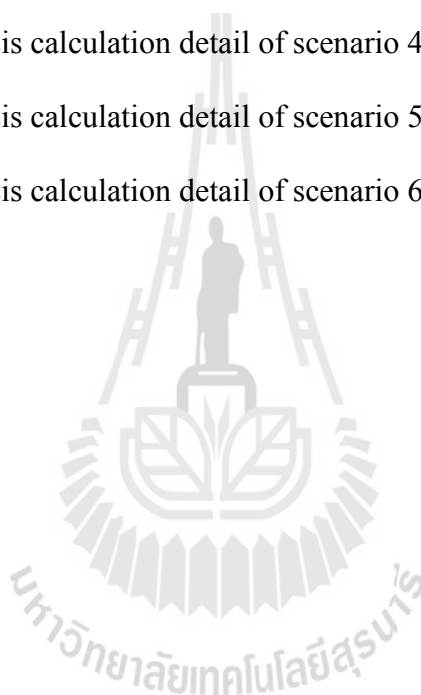 is calculation detail of scenario 4
is calculation detail of scenario 5
is calculation detail of scenario 6
มหาวิทยาลัยเทคโนโลยีสุรนารี